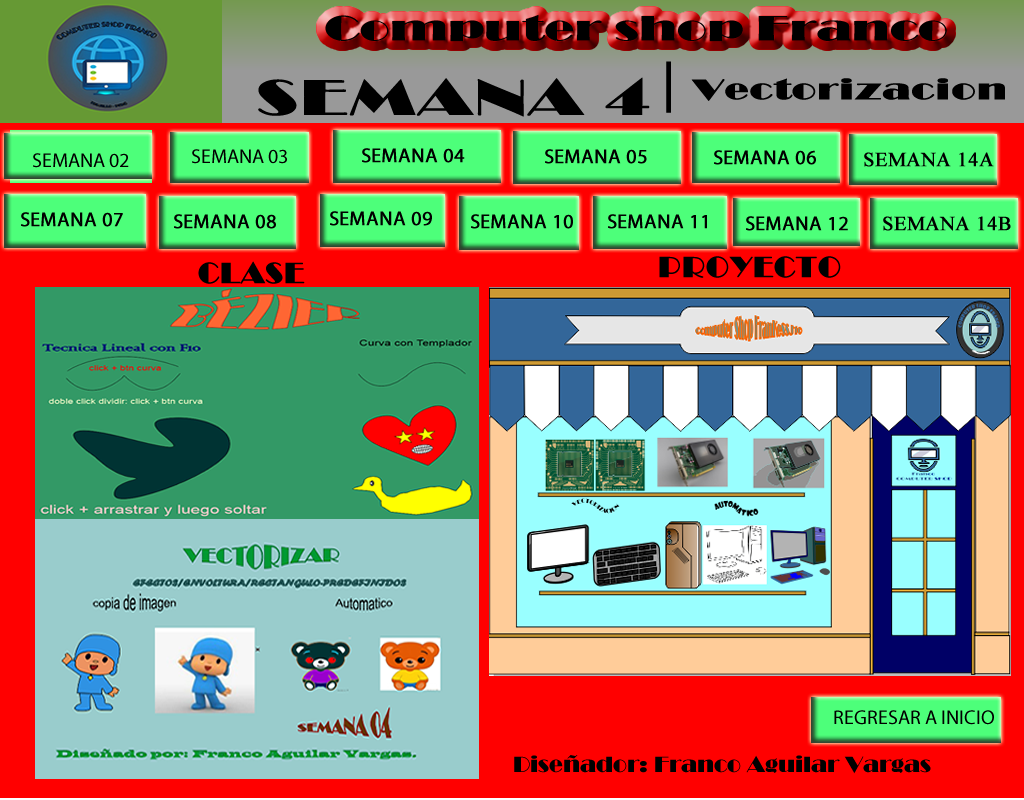 COMPUTER SHOP FRANCO
Computer shop Franco
SEMANA 4 | Vectorizacion
SEMANA 02
SEMANA 03
SEMANA 04
SEMANA 05
SEMANA 06
SEMANA 14A
SEMANA 07
SEMANA 08
SEMANA 09
SEMANA 10
SEMANA 11
SEMANA 12
SEMANA 14B
CLASE
PROYECTO
BÉZIER
Tecnica Lineal con F10
Curva con Templador
click + btn curva
doble click dividir: click + btn curva
click + arrastrar y luego soltar
VECTORIZAR
EFECTOS/ENVOLTURA/RECTANGULO PREDEFINIDOS
copia de imagen
Automatico
SEMANA 04
Diseñado por: Franco Aguilar Vargas.
VECTORIZACION
AUTOMATICO
Franco
COMPUTER SHOP
REGRESAR A INICIO
Diseñador: Franco Aguilar Vargas